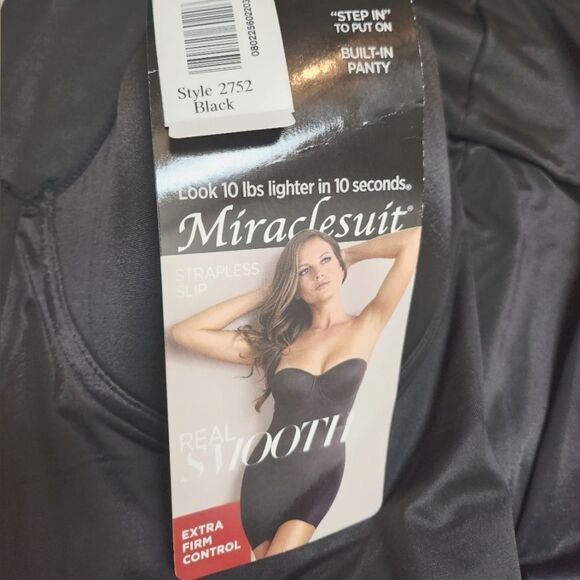 "STEP IN"
TO PUT ON
BUILT-IN
PANTY
080225602203
Style 2752
Black
Look 10 lbs lighter in 10 seconds®
Miraclesuit®
STRAPLESS
SLIP
REAL
SMOOTH
EXTRA
FIRM
CONTROL